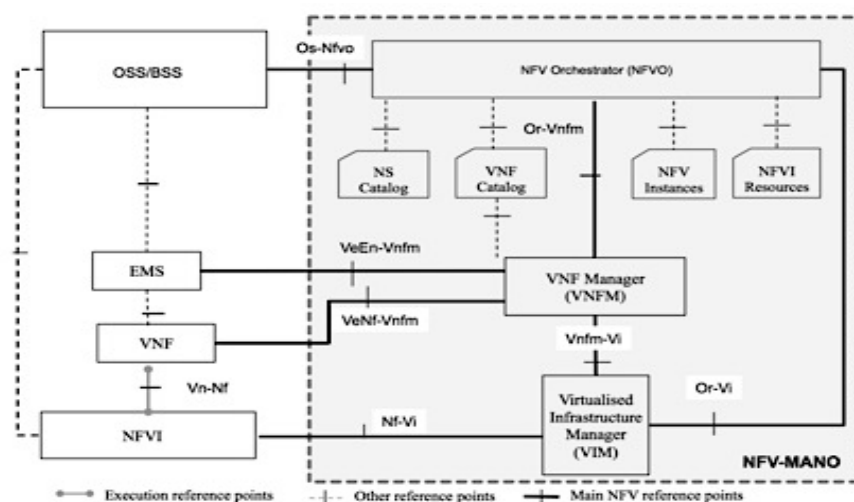 Os-Nfvo
OSS/BSS
NFV Orchestrator (NFVO)
Or-Vnfm
NS
Catalog
VNF
Catalog
NFV
Instances
NFVI
Resources
VeEn-Vnfm
EMS
VNF Manager
(VNFM)
VeNf-Vnfm
VNF
Vnfm-Vi
Vn-Nf
Or-Vi
Virtualised
Infrastructure
Manager
(VIM)
NFVI
Nf-Vi
NFV-MANO
Execution reference points
Other reference points
Main NFV reference points